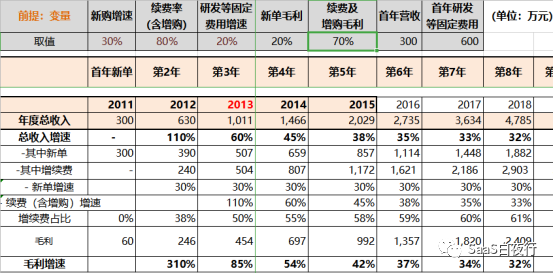 前提：变量 新购增速 续费率（含增购） 研发等固定费用增速 新单毛利 续费及增购毛利 首年营收 首年研发等固定费用 （单位：万元）
取值 30% 80% 20% 20% 70% 300 600
首年新单 第2年 第3年 第4年 第5年 第6年 第7年 第8年 第
2011 2012 2013 2014 2015 2016 2017 2018
年度总收入 300 630 1,011 1,466 2,029 2,735 3,634 4,785
总收入增速 - 110% 60% 45% 38% 35% 33% 32%
-其中新单 300 390 507 659 857 1,114 1,448 1,882
-其中增续费 - 240 504 807 1,172 1,621 2,186 2,903
- 新单增速 30% 30% 30% 30% 30% 30% 30%
- 续费（含增购）增速 110% 60% 45% 38% 35% 33%
增续费占比 0% 38% 50% 55% 58% 59% 60% 61%
毛利 60 246 454 697 992 1,357 1,820 2,409
毛利增速 310% 85% 54% 42% 37% 34% 32%
SaaS白夜行